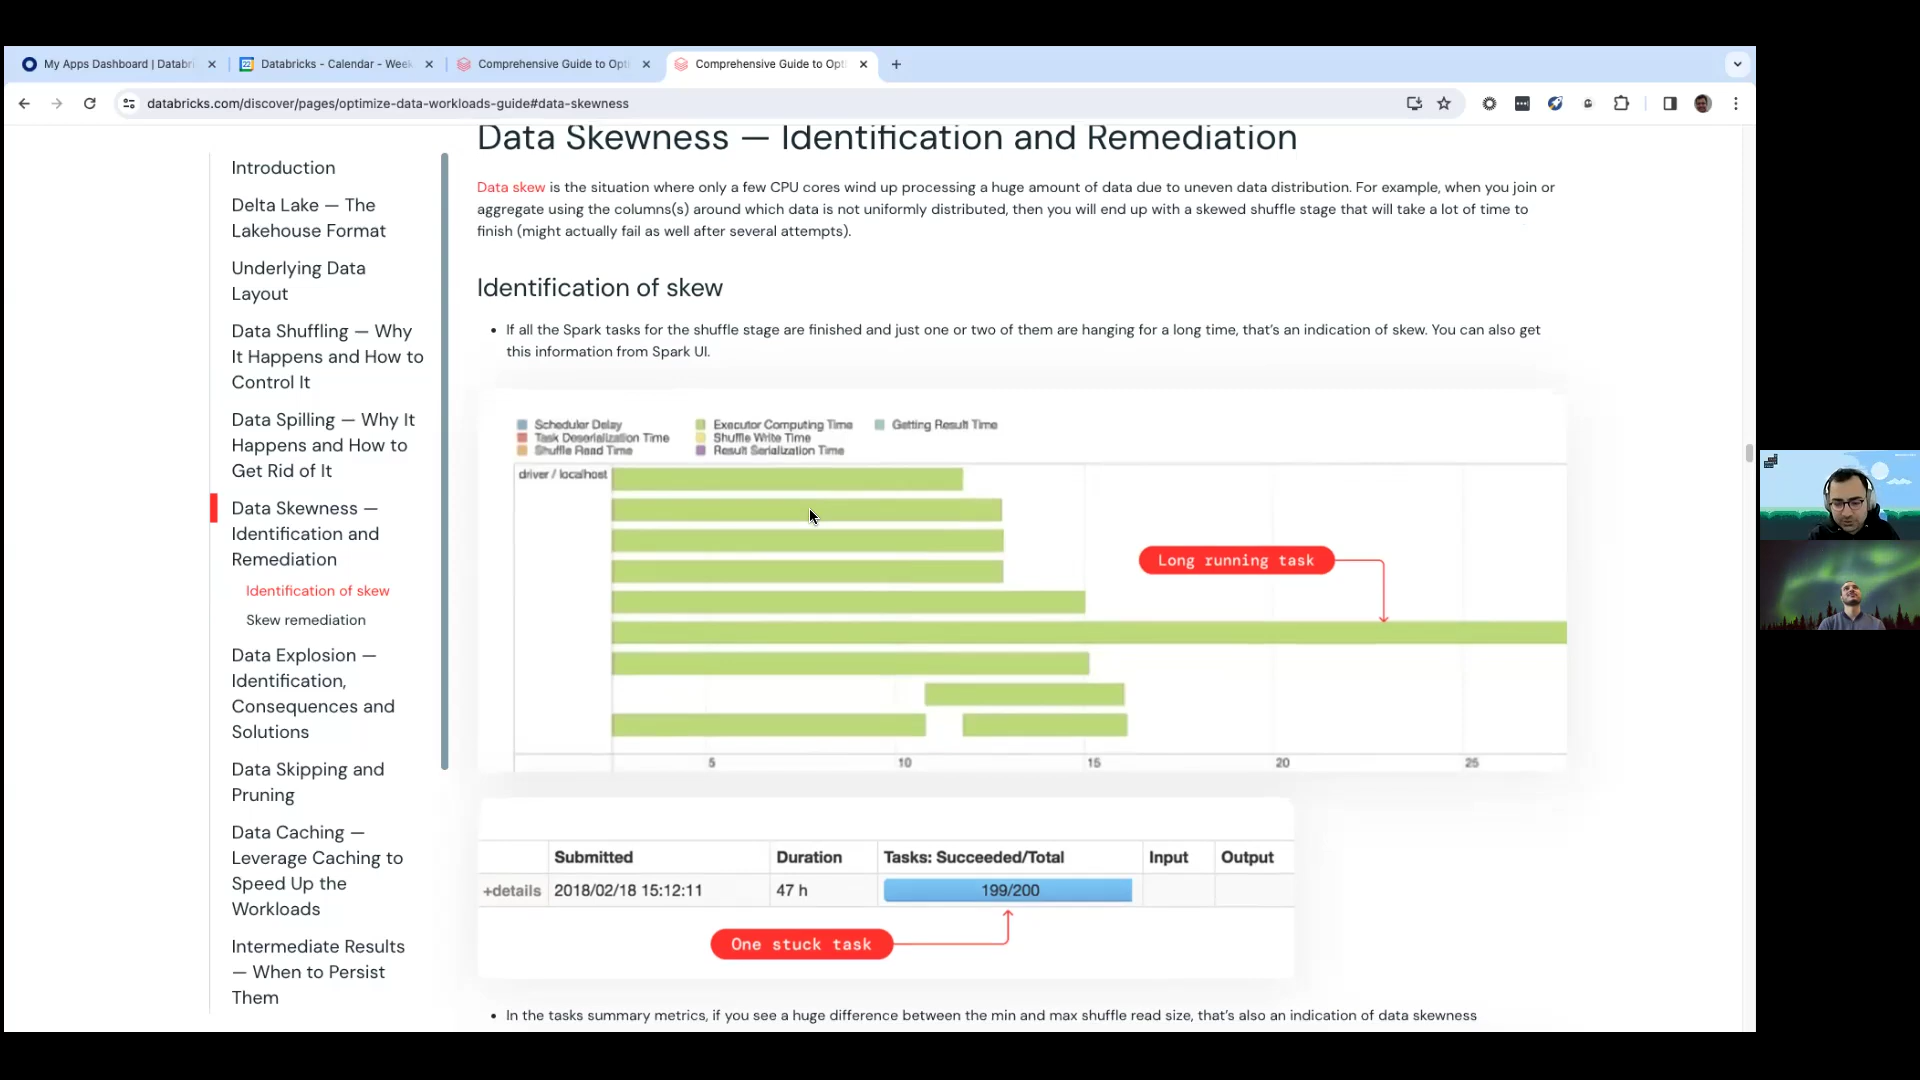 My Apps Dashboard | Databri
Databricks - Calendar - Week
Comprehensive Guide to Opti
Comprehensive Guide to Opti
databricks.com/discover/pages/optimize-data-workloads-guide#data-skewness
Introduction
Delta Lake — The
Lakehouse Format
Underlying Data
Layout
Data Shuffling — Why
It Happens and How to
Control It
Data Spilling — Why It
Happens and How to
Get Rid of It
Data Skewness —
Identification and
Remediation
Identification of skew
Skew remediation
Data Explosion —
Identification,
Consequences and
Solutions
Data Skipping and
Pruning
Data Caching —
Leverage Caching to
Speed Up the
Workloads
Intermediate Results
— When to Persist
Them
Data Skewness — Identification and Remediation
Data skew is the situation where only a few CPU cores wind up processing a huge amount of data due to uneven data distribution. For example, when you join or
aggregate using the columns(s) around which data is not uniformly distributed, then you will end up with a skewed shuffle stage that will take a lot of time to
finish (might actually fail as well after several attempts).
Identification of skew
• If all the Spark tasks for the shuffle stage are finished and just one or two of them are hanging for a long time, that's an indication of skew. You can also get
this information from Spark UI.
Scheduler Delay
Task Deserialization Time
Shuffle Read Time
Executor Computing Time
Shuffle Write Time
Result Serialization Time
Getting Result Time
driver / localhost
Long running task
5 10 15 20 25
Submitted Duration Tasks: Succeeded/Total Input Output
+details 2018/02/18 15:12:11 47 h 199/200
One stuck task
• In the tasks summary metrics, if you see a huge difference between the min and max shuffle read size, that's also an indication of data skewness